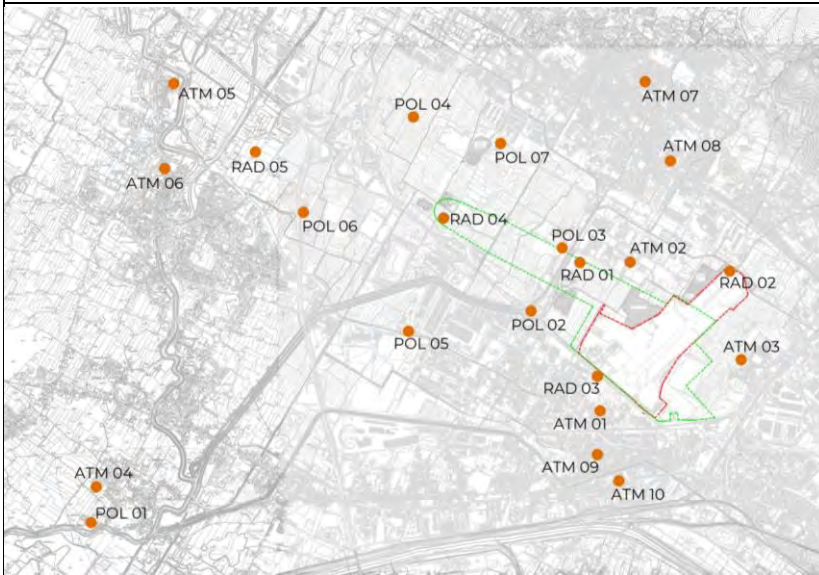 ATM 05
ATM 07
POL 04
RAD 05
POL 07
ATM 08
ATM 06
POL 06
RAD 04
POL 03
ATM 02
RAD 01
RAD 02
POL 02
POL 05
ATM 03
RAD 03
ATM 01
ATM 09
ATM 04
ATM 10
POL 01